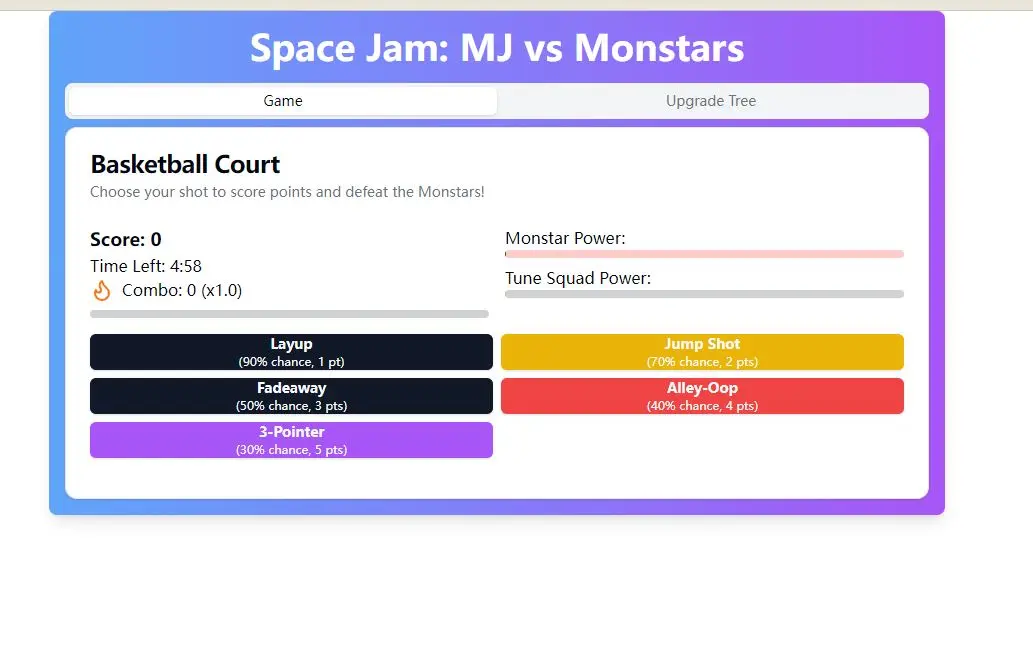 Space Jam: MJ vs Monstars
Game
Upgrade Tree
Basketball Court
Choose your shot to score points and defeat the Monstars!
Score: 0
Time Left: 4:58
Combo: 0 (x1.0)
Monstar Power:
Tune Squad Power:
Layup
(90% chance, 1 pt)
Jump Shot
(70% chance, 2 pts)
Fadeaway
(50% chance, 3 pts)
Alley-Oop
(40% chance, 4 pts)
3-Pointer
(30% chance, 5 pts)